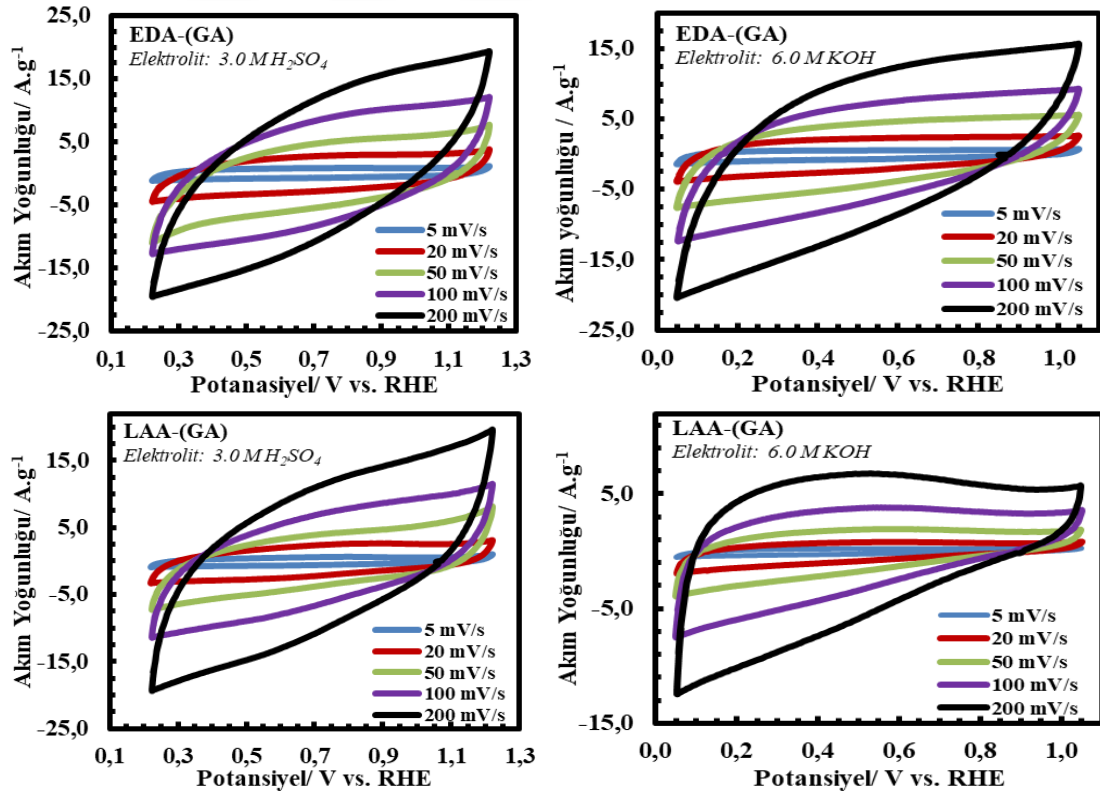 EDA-(GA)
Elektrolit: 3.0 M H₂SO₄
Akım Yoğunluğu/ A.g⁻¹
25,0
15,0
5,0
-5,0
-15,0
-25,0
5 mV/s
20 mV/s
50 mV/s
100 mV/s
200 mV/s
0,1 0,3 0,5 0,7 0,9 1,1 1,3
Potanasiyel/ V vs. RHE
EDA-(GA)
Elektrolit: 6.0 M KOH
Akım yoğunluğu / A.g⁻¹
15,0
5,0
-5,0
-15,0
-25,0
5 mV/s
20 mV/s
50 mV/s
100 mV/s
200 mV/s
0,0 0,2 0,4 0,6 0,8 1,0
Potansiyel/ V vs. RHE
LAA-(GA)
Elektrolit: 3.0 M H₂SO₄
Akım Yoğunluğu/ A.g⁻¹
15,0
5,0
-5,0
-15,0
-25,0
5 mV/s
20 mV/s
50 mV/s
100 mV/s
200 mV/s
0,1 0,3 0,5 0,7 0,9 1,1 1,3
Potansiyel/ V vs. RHE
LAA-(GA)
Elektrolit: 6.0 M KOH
Akım Yoğunluğu/ A.g⁻¹
5,0
-5,0
-15,0
5 mV/s
20 mV/s
50 mV/s
100 mV/s
200 mV/s
0,0 0,2 0,4 0,6 0,8 1,0
Potansiyel/ V vs. RHE